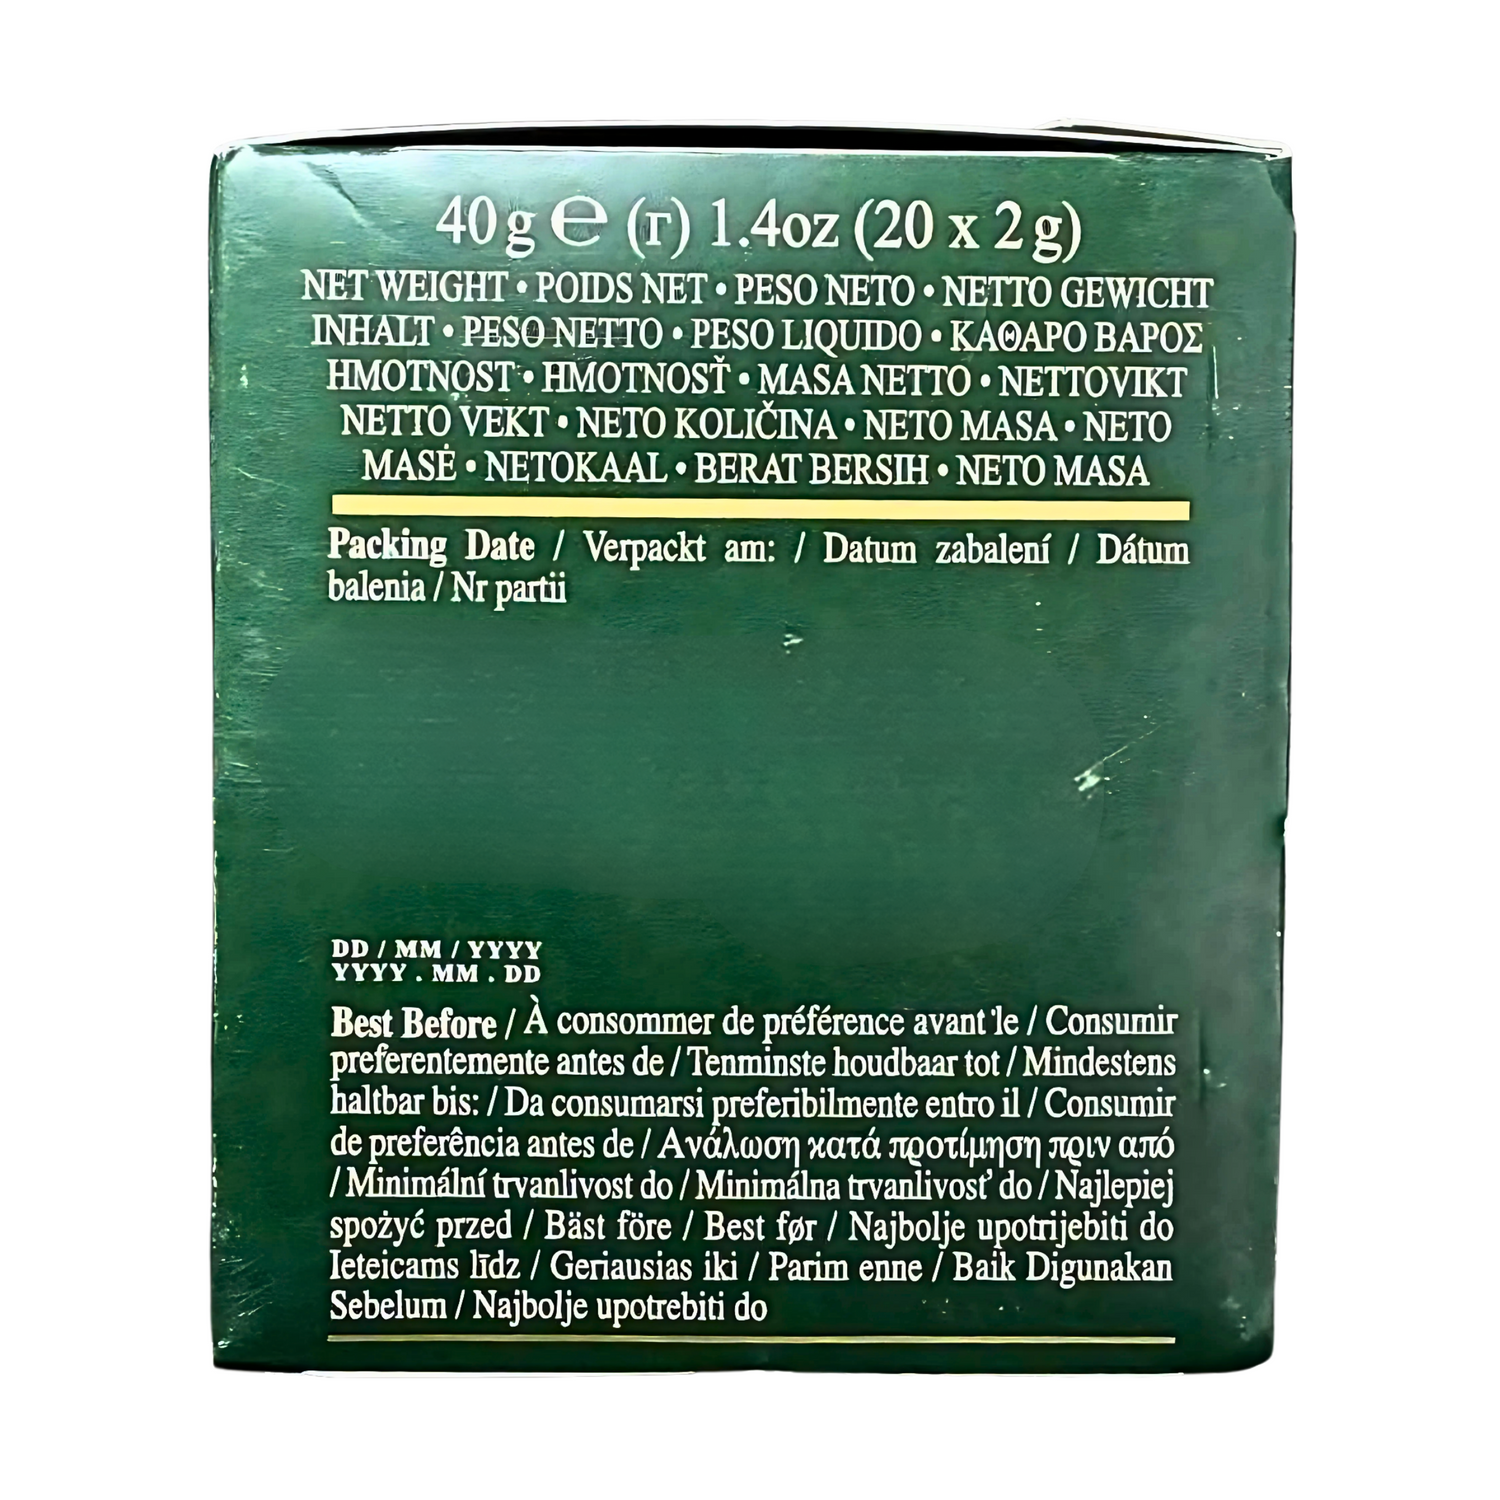 40 g ℮ (г) 1.4oz (20 x 2 g)
NET WEIGHT • POIDS NET • PESO NETO • NETTO GEWICHT
INHALT • PESO NETTO • PESO LIQUIDO • ΚΑΘΑΡΟ ΒΑΡΟΣ
HMOTNOST • HMOTNOSŤ • MASA NETTO • NETTOVIKT
NETTO VEKT • NETO KOLIČINA • NETO MASA • NETO
MASĖ • NETOKAAL • BERAT BERSIH • NETO MASA
Packing Date / Verpackt am: / Datum zabalení / Dátum
balenia / Nr partii
DD / MM / YYYY
YYYY . MM . DD
Best Before / À consommer de préférence avant le / Consumir
preferentemente antes de / Tenminste houdbaar tot / Mindestens
haltbar bis: / Da consumarsi preferibilmente entro il / Consumir
de preferência antes de / Ανάλωση κατά προτίμηση πριν από
/ Minimální trvanlivost do / Minimálna trvanlivosť do / Najlepiej
spożyć przed / Bäst före / Best før / Najbolje upotrijebiti do
Ieteicams līdz / Geriausias iki / Parim enne / Baik Digunakan
Sebelum / Najbolje upotrebiti do